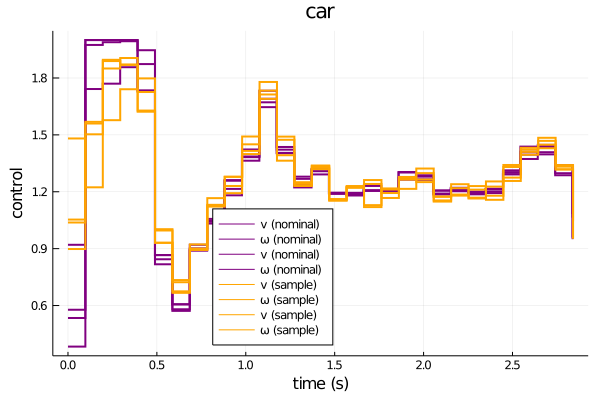 car
control
1.8
1.5
1.2
0.9
0.6
v (nominal)
ω (nominal)
v (nominal)
ω (nominal)
v (sample)
ω (sample)
v (sample)
ω (sample)
0.0 0.5 1.0 1.5 2.0 2.5
time (s)